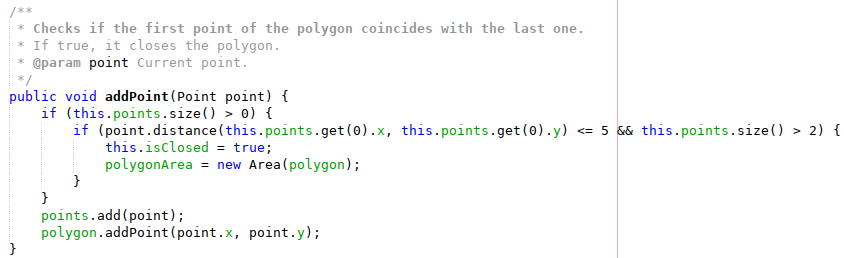 /**
 * Checks if the first point of the polygon coincides with the last one.
 * If true, it closes the polygon.
 * @param point Current point.
 */
public void addPoint(Point point) {
    if (this.points.size() > 0) {
        if (point.distance(this.points.get(0).x, this.points.get(0).y) <= 5 && this.points.size() > 2) {
            this.isClosed = true;
            polygonArea = new Area(polygon);
        }
    }
    points.add(point);
    polygon.addPoint(point.x, point.y);
}